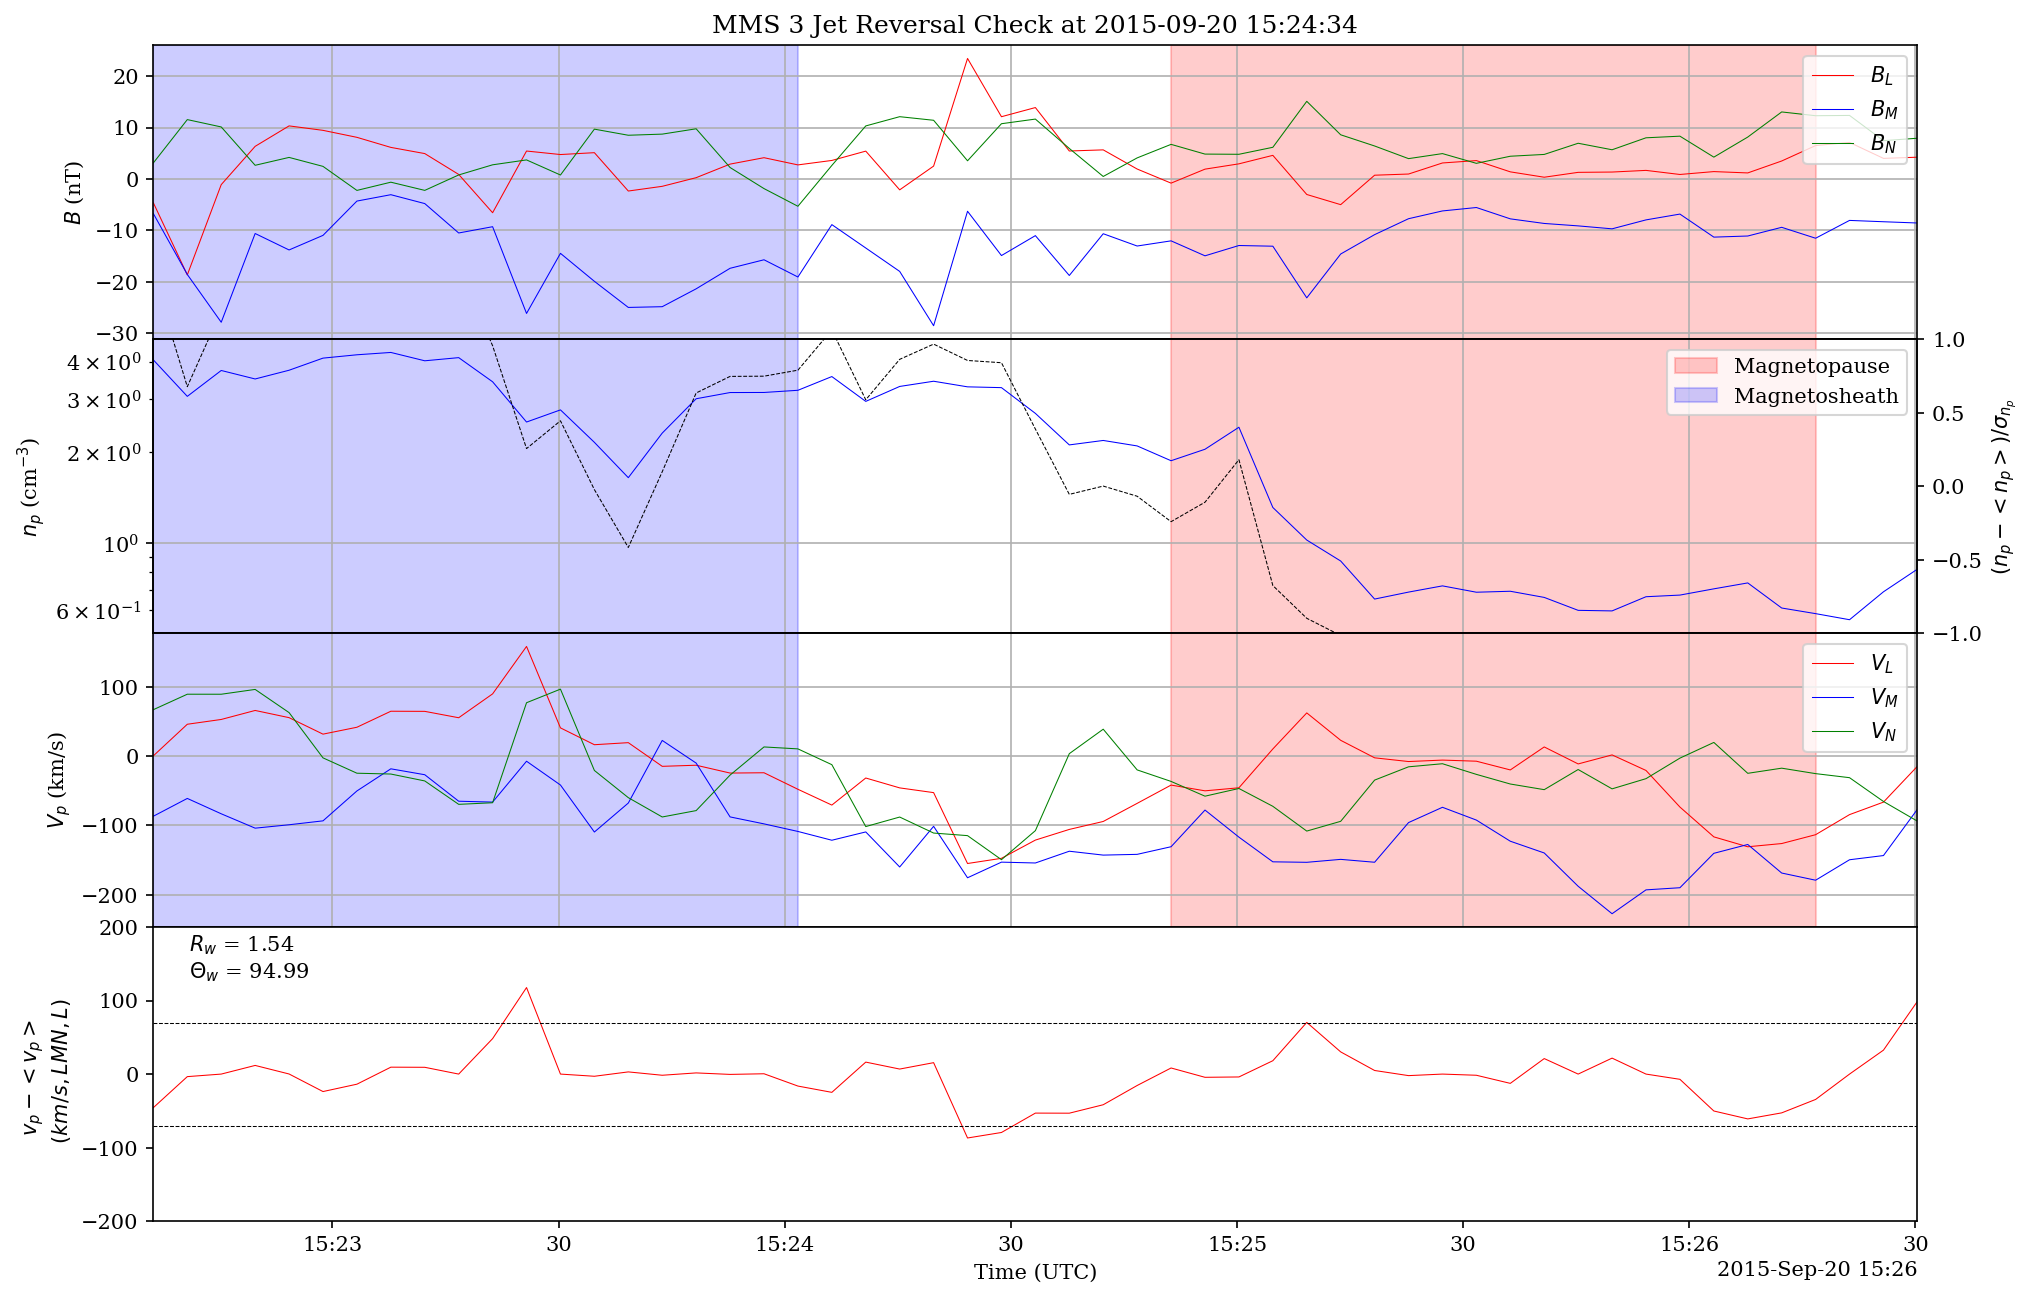 MMS 3 Jet Reversal Check at 2015-09-20 15:24:34
B (nT)
20
10
0
−10
−20
−30
B_L
B_M
B_N
n_p (cm^−3)
4 × 10^0
3 × 10^0
2 × 10^0
10^0
6 × 10^−1
Magnetopause
Magnetosheath
1.0
0.5
0.0
−0.5
−1.0
(n_p − < n_p >)/σ_{n_p}
V_p (km/s)
100
0
−100
−200
V_L
V_M
V_N
v_p − < v_p >
(km/s, LMN, L)
200
100
0
−100
−200
R_w = 1.54
Θ_w = 94.99
15:23
30
15:24
30
15:25
30
15:26
30
Time (UTC)
2015-Sep-20 15:26